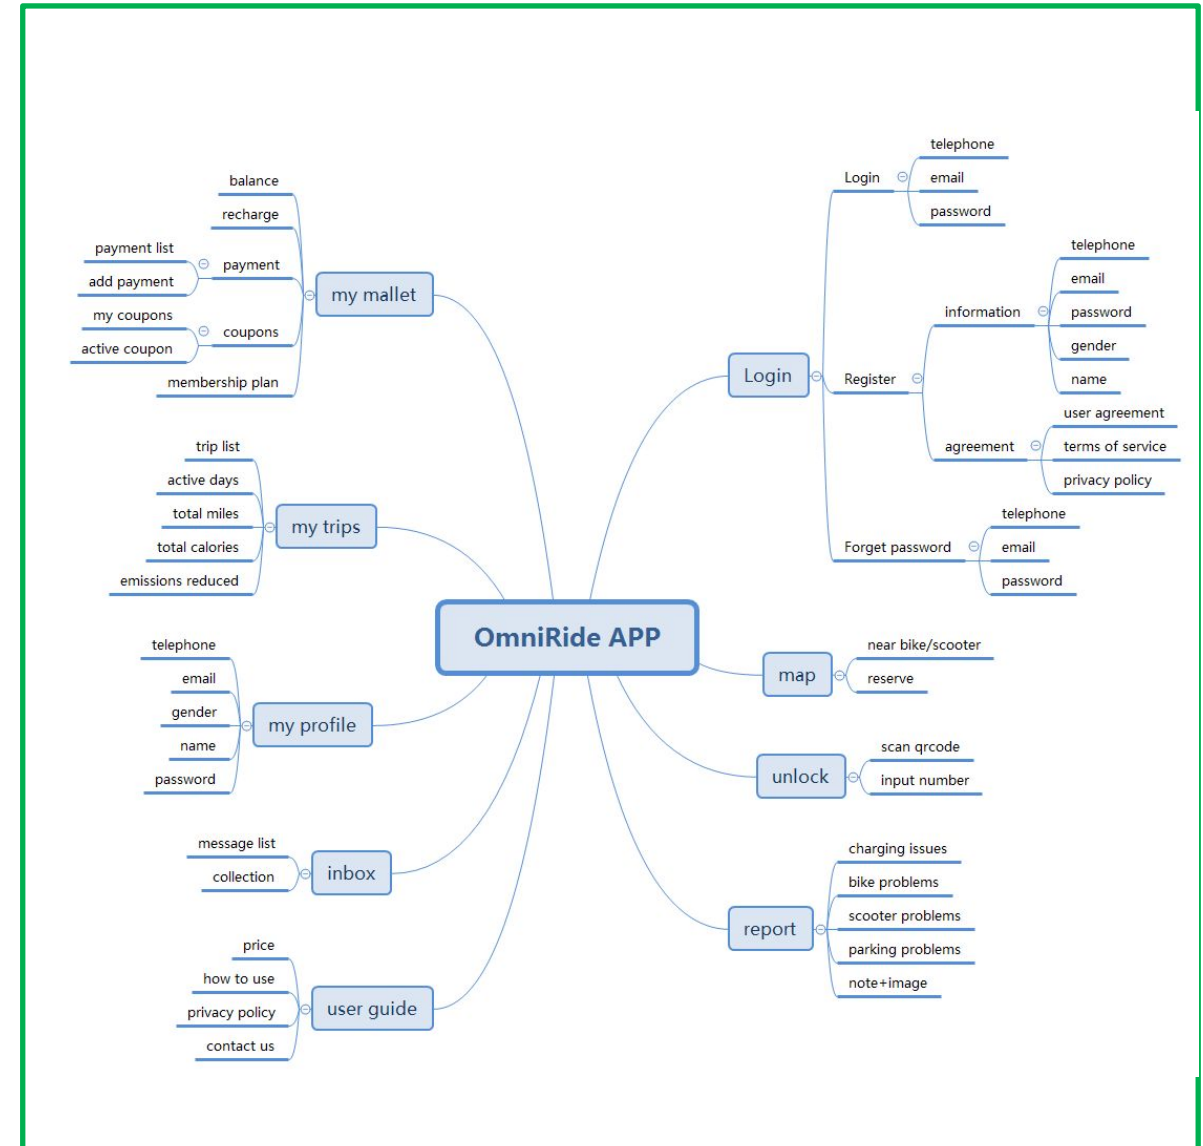 OmniRide APP
Login
Login
telephone
email
password
Register
information
telephone
email
password
gender
name
agreement
user agreement
terms of service
privacy policy
Forget password
telephone
email
password
map
near bike/scooter
reserve
unlock
scan qrcode
input number
report
charging issues
bike problems
scooter problems
parking problems
note+image
my mallet
balance
recharge
payment
payment list
add payment
coupons
my coupons
active coupon
membership plan
my trips
trip list
active days
total miles
total calories
emissions reduced
my profile
telephone
email
gender
name
password
inbox
message list
collection
user guide
price
how to use
privacy policy
contact us